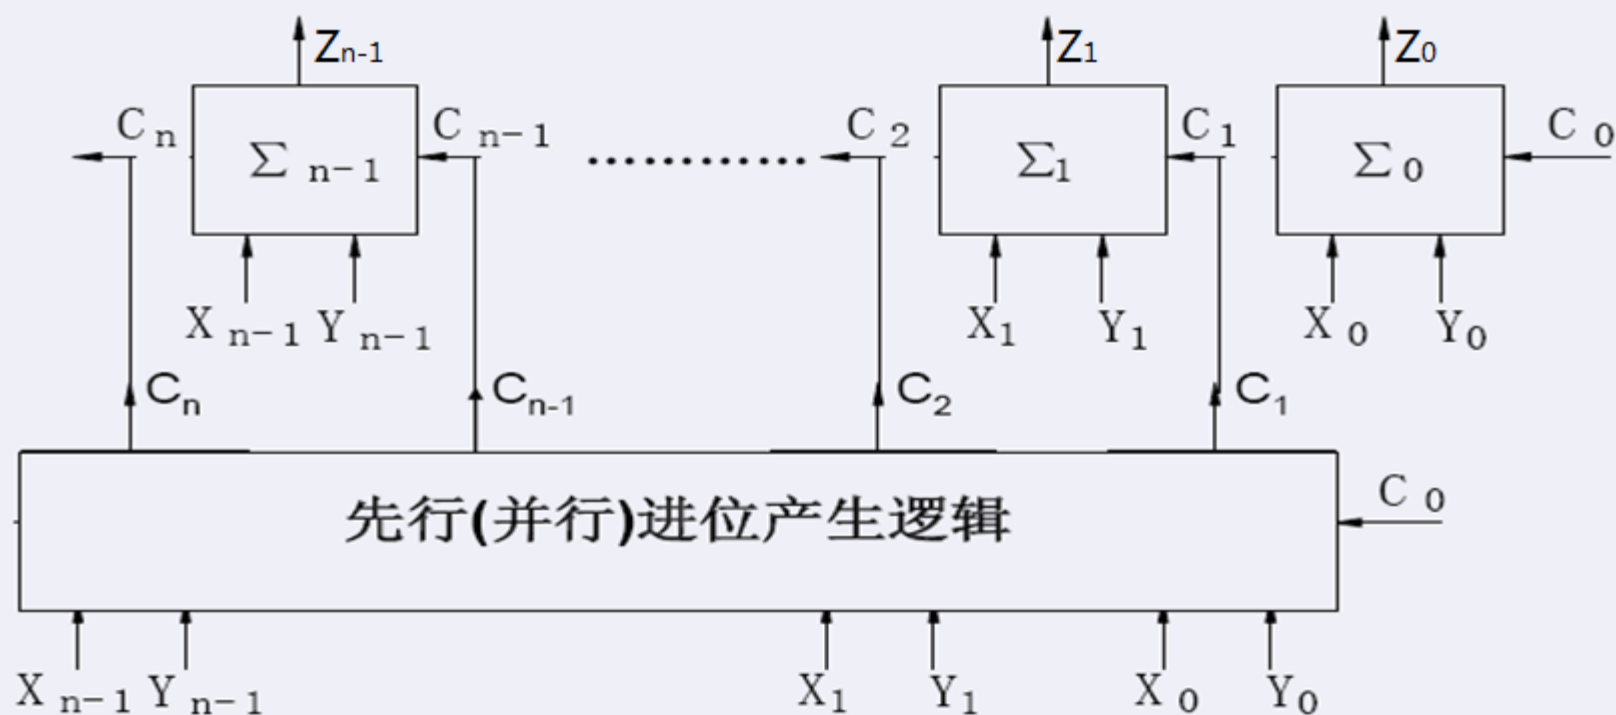 Zn-1 Z1 Z0
Cn Cn-1 C2 C1 C0
Σn-1 ············ Σ1 Σ0
Xn-1 Yn-1 X1 Y1 X0 Y0
Cn Cn-1 C2 C1
先行(并行)进位产生逻辑 C0
Xn-1 Yn-1 X1 Y1 X0 Y0